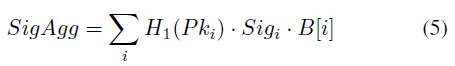 SigAgg = ∑_i H_1(Pk_i) · Sig_i · B[i]    (5)